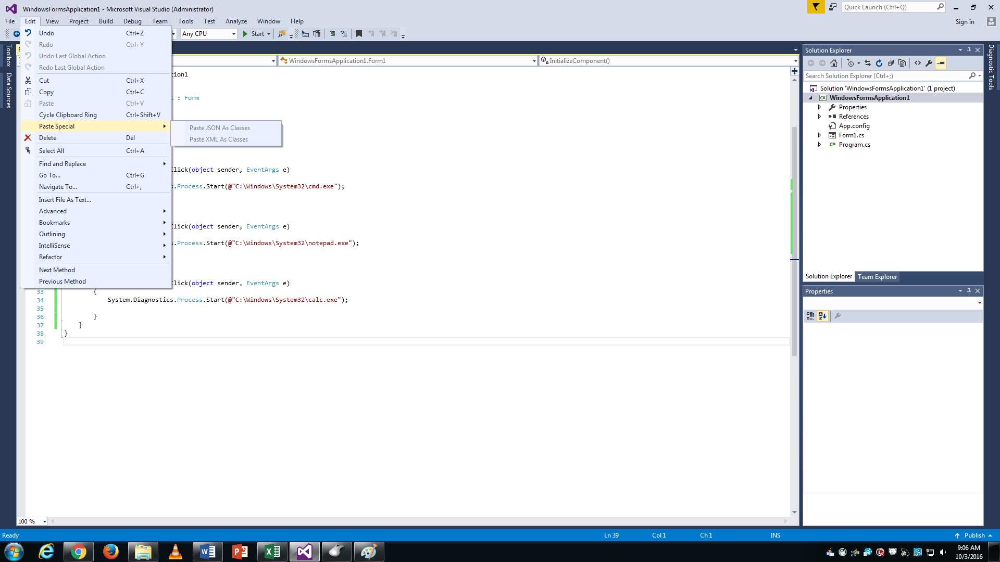 WindowsFormsApplication1 - Microsoft Visual Studio (Administrator)
Quick Launch (Ctrl+Q)
File Edit View Project Build Debug Team Tools Test Analyze Window Help
Sign in
Any CPU
Start
Undo Ctrl+Z
Redo Ctrl+Y
Undo Last Global Action
Redo Last Global Action
Cut Ctrl+X
Copy Ctrl+C
Paste Ctrl+V
Cycle Clipboard Ring Ctrl+Shift+V
Paste Special
Delete Del
Select All Ctrl+A
Find and Replace
Go To... Ctrl+G
Navigate To... Ctrl+,
Insert File As Text...
Advanced
Bookmarks
Outlining
IntelliSense
Refactor
Next Method
Previous Method
Paste JSON As Classes
Paste XML As Classes
Toolbox
Data Sources
WindowsFormsApplication1.Form1
InitializeComponent()
ion1
: Form
lick(object sender, EventArgs e)
s.Process.Start(@"C:\Windows\System32\cmd.exe");
lick(object sender, EventArgs e)
s.Process.Start(@"C:\Windows\System32\notepad.exe");
lick(object sender, EventArgs e)
33 {
34 System.Diagnostics.Process.Start(@"C:\Windows\System32\calc.exe");
35
36 }
37 }
38 }
39
100 %
Solution Explorer
Search Solution Explorer (Ctrl+;)
Solution 'WindowsFormsApplication1' (1 project)
C# WindowsFormsApplication1
Properties
References
App.config
Form1.cs
C# Program.cs
Solution Explorer Team Explorer
Properties
Diagnostic Tools
Ready
Ln 39 Col 1 Ch 1 INS
Publish
9:06 AM
10/3/2016